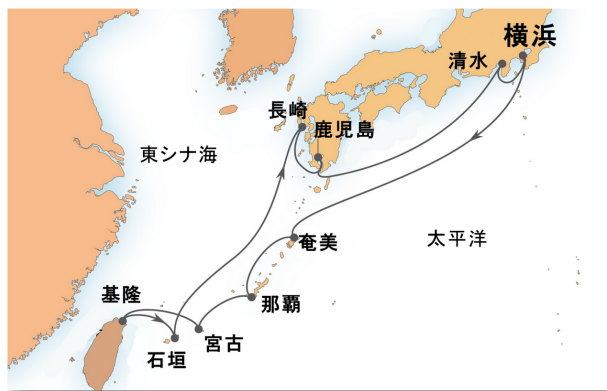 横浜
清水
長崎
鹿児島
東シナ海
奄美
太平洋
那覇
基隆
宮古
石垣